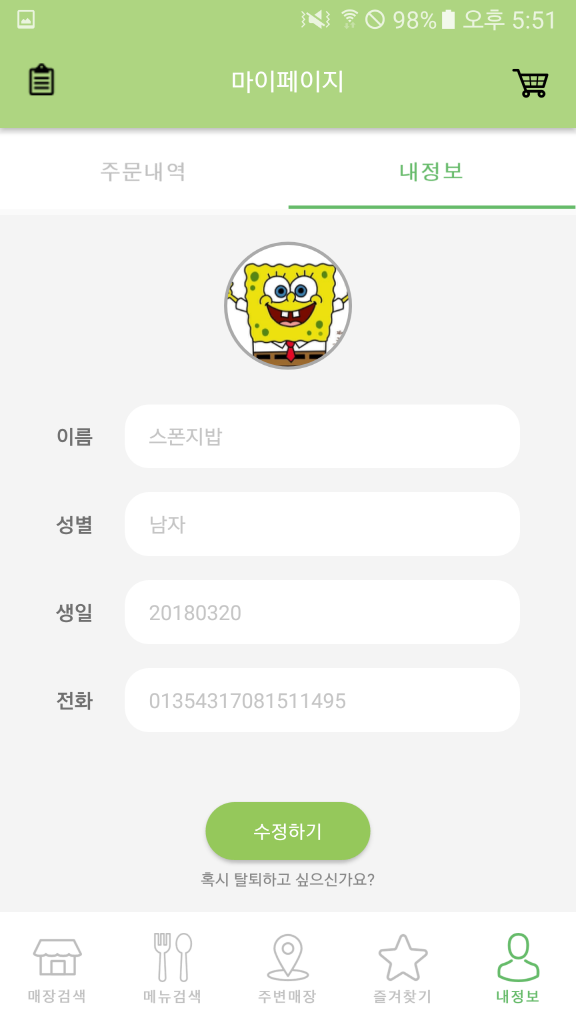 98% 오후 5:51
마이페이지
주문내역 내정보
이름 스폰지밥
성별 남자
생일 20180320
전화 01354317081511495
수정하기
혹시 탈퇴하고 싶으신가요?
매장검색 메뉴검색 주변매장 즐겨찾기 내정보